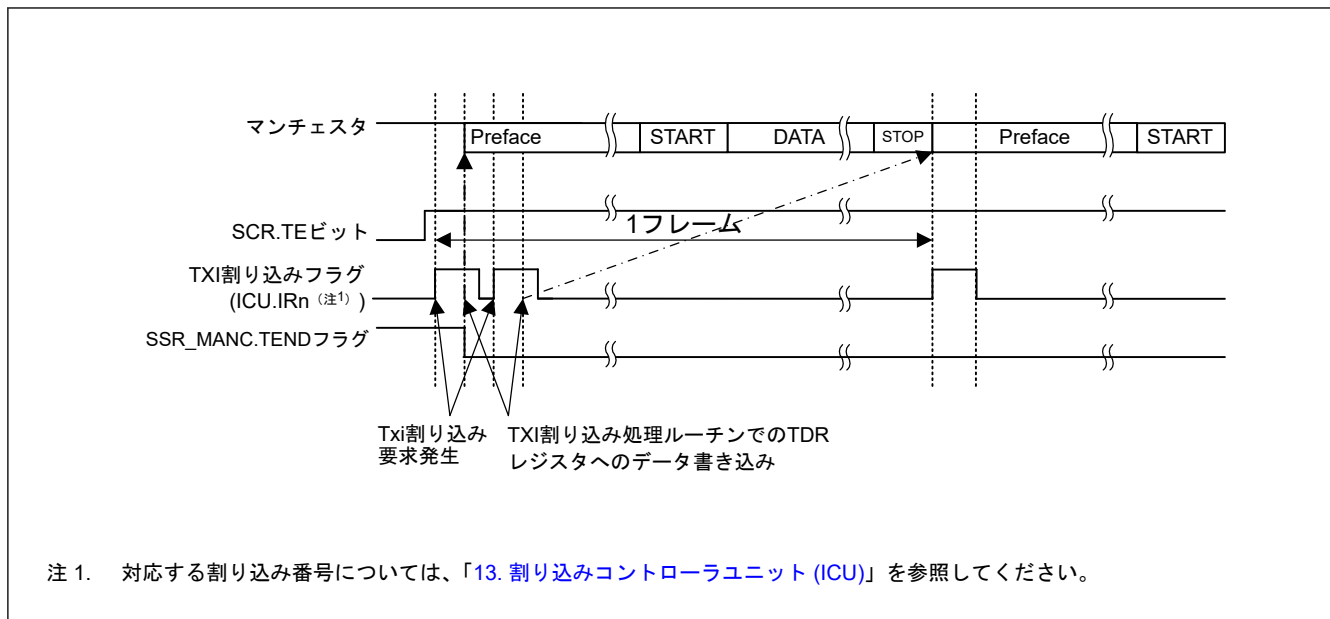 マンチェスタ
Preface
START
DATA
STOP
Preface
START
SCR.TEビット
1フレーム
TXI割り込みフラグ
(ICU.IRn（注1）)
SSR_MANC.TENDフラグ
Txi割り込み
要求発生
TXI割り込み処理ルーチンでのTDR
レジスタへのデータ書き込み
注 1. 対応する割り込み番号については、「13. 割り込みコントローラユニット (ICU)」を参照してください。